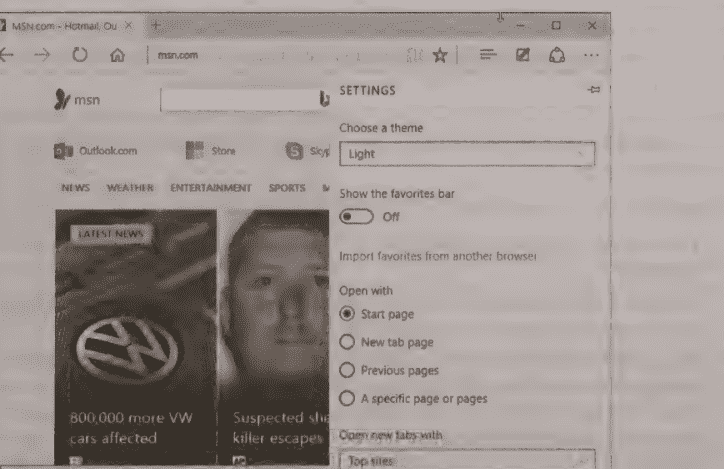 MSN.com - Hotmail, Ou
msn.com
msn
Outlook.com
Store
Skyp
NEWS WEATHER ENTERTAINMENT SPORTS M
LATEST NEWS
800,000 more VW
cars affected
Suspected she
killer escapes
SETTINGS
Choose a theme
Light
Show the favorites bar
Off
Import favorites from another browser
Open with
Start page
New tab page
Previous pages
A specific page or pages
Open new tabs with
Top sites